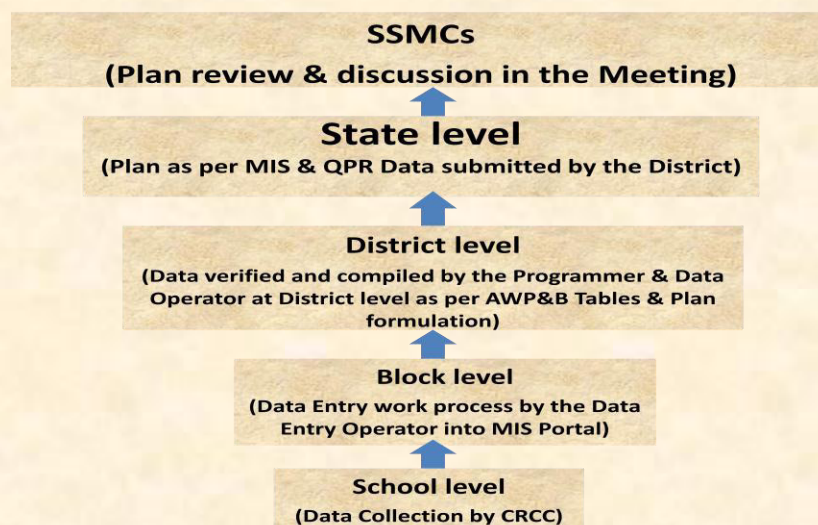 SSMCs
(Plan review & discussion in the Meeting)
State level
(Plan as per MIS & QPR Data submitted by the District)
District level
(Data verified and compiled by the Programmer & Data
Operator at District level as per AWP&B Tables & Plan
formulation)
Block level
(Data Entry work process by the Data
Entry Operator into MIS Portal)
School level
(Data Collection by CRCC)